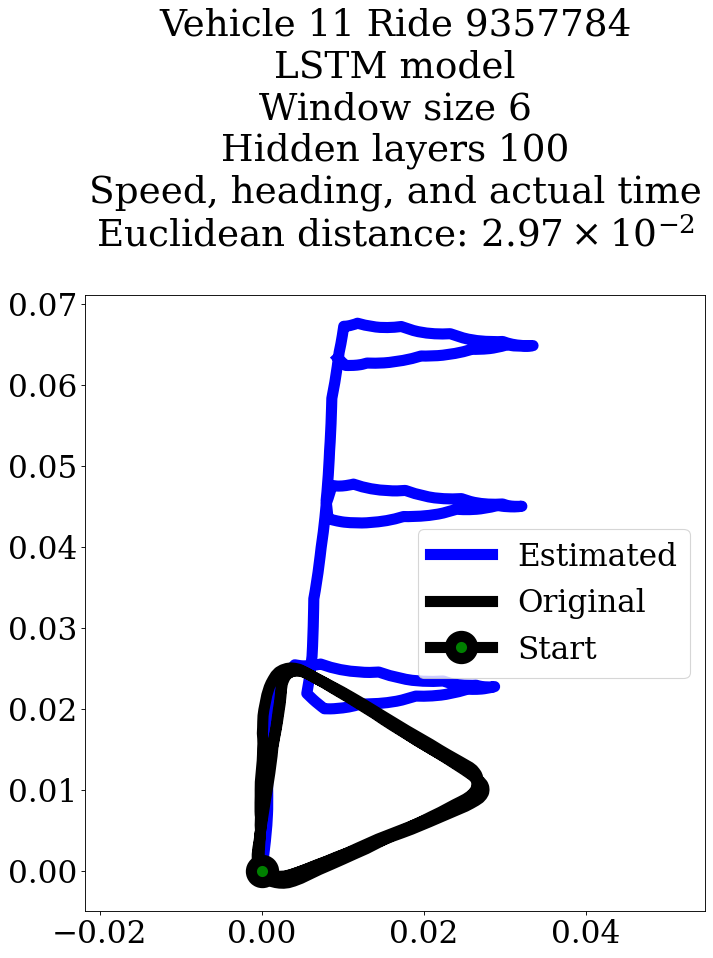 Vehicle 11 Ride 9357784
LSTM model
Window size 6
Hidden layers 100
Speed, heading, and actual time
Euclidean distance: 2.97 × 10⁻²
0.07
0.06
0.05
0.04
0.03
0.02
0.01
0.00
Estimated
Original
Start
−0.02 0.00 0.02 0.04